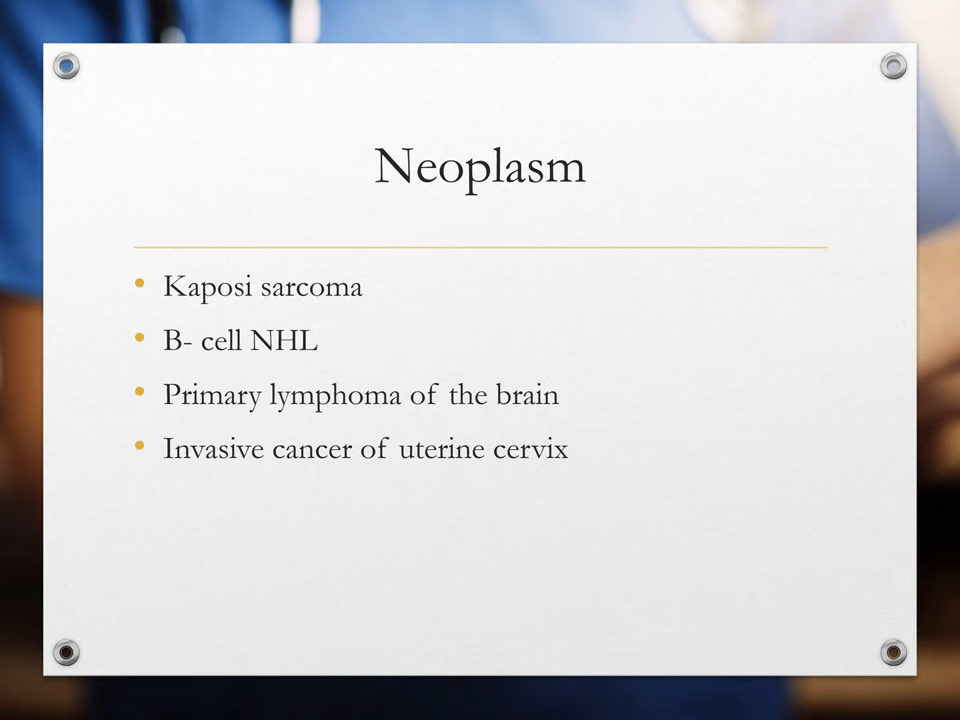 Neoplasm
• Kaposi sarcoma
• B- cell NHL
• Primary lymphoma of the brain
• Invasive cancer of uterine cervix